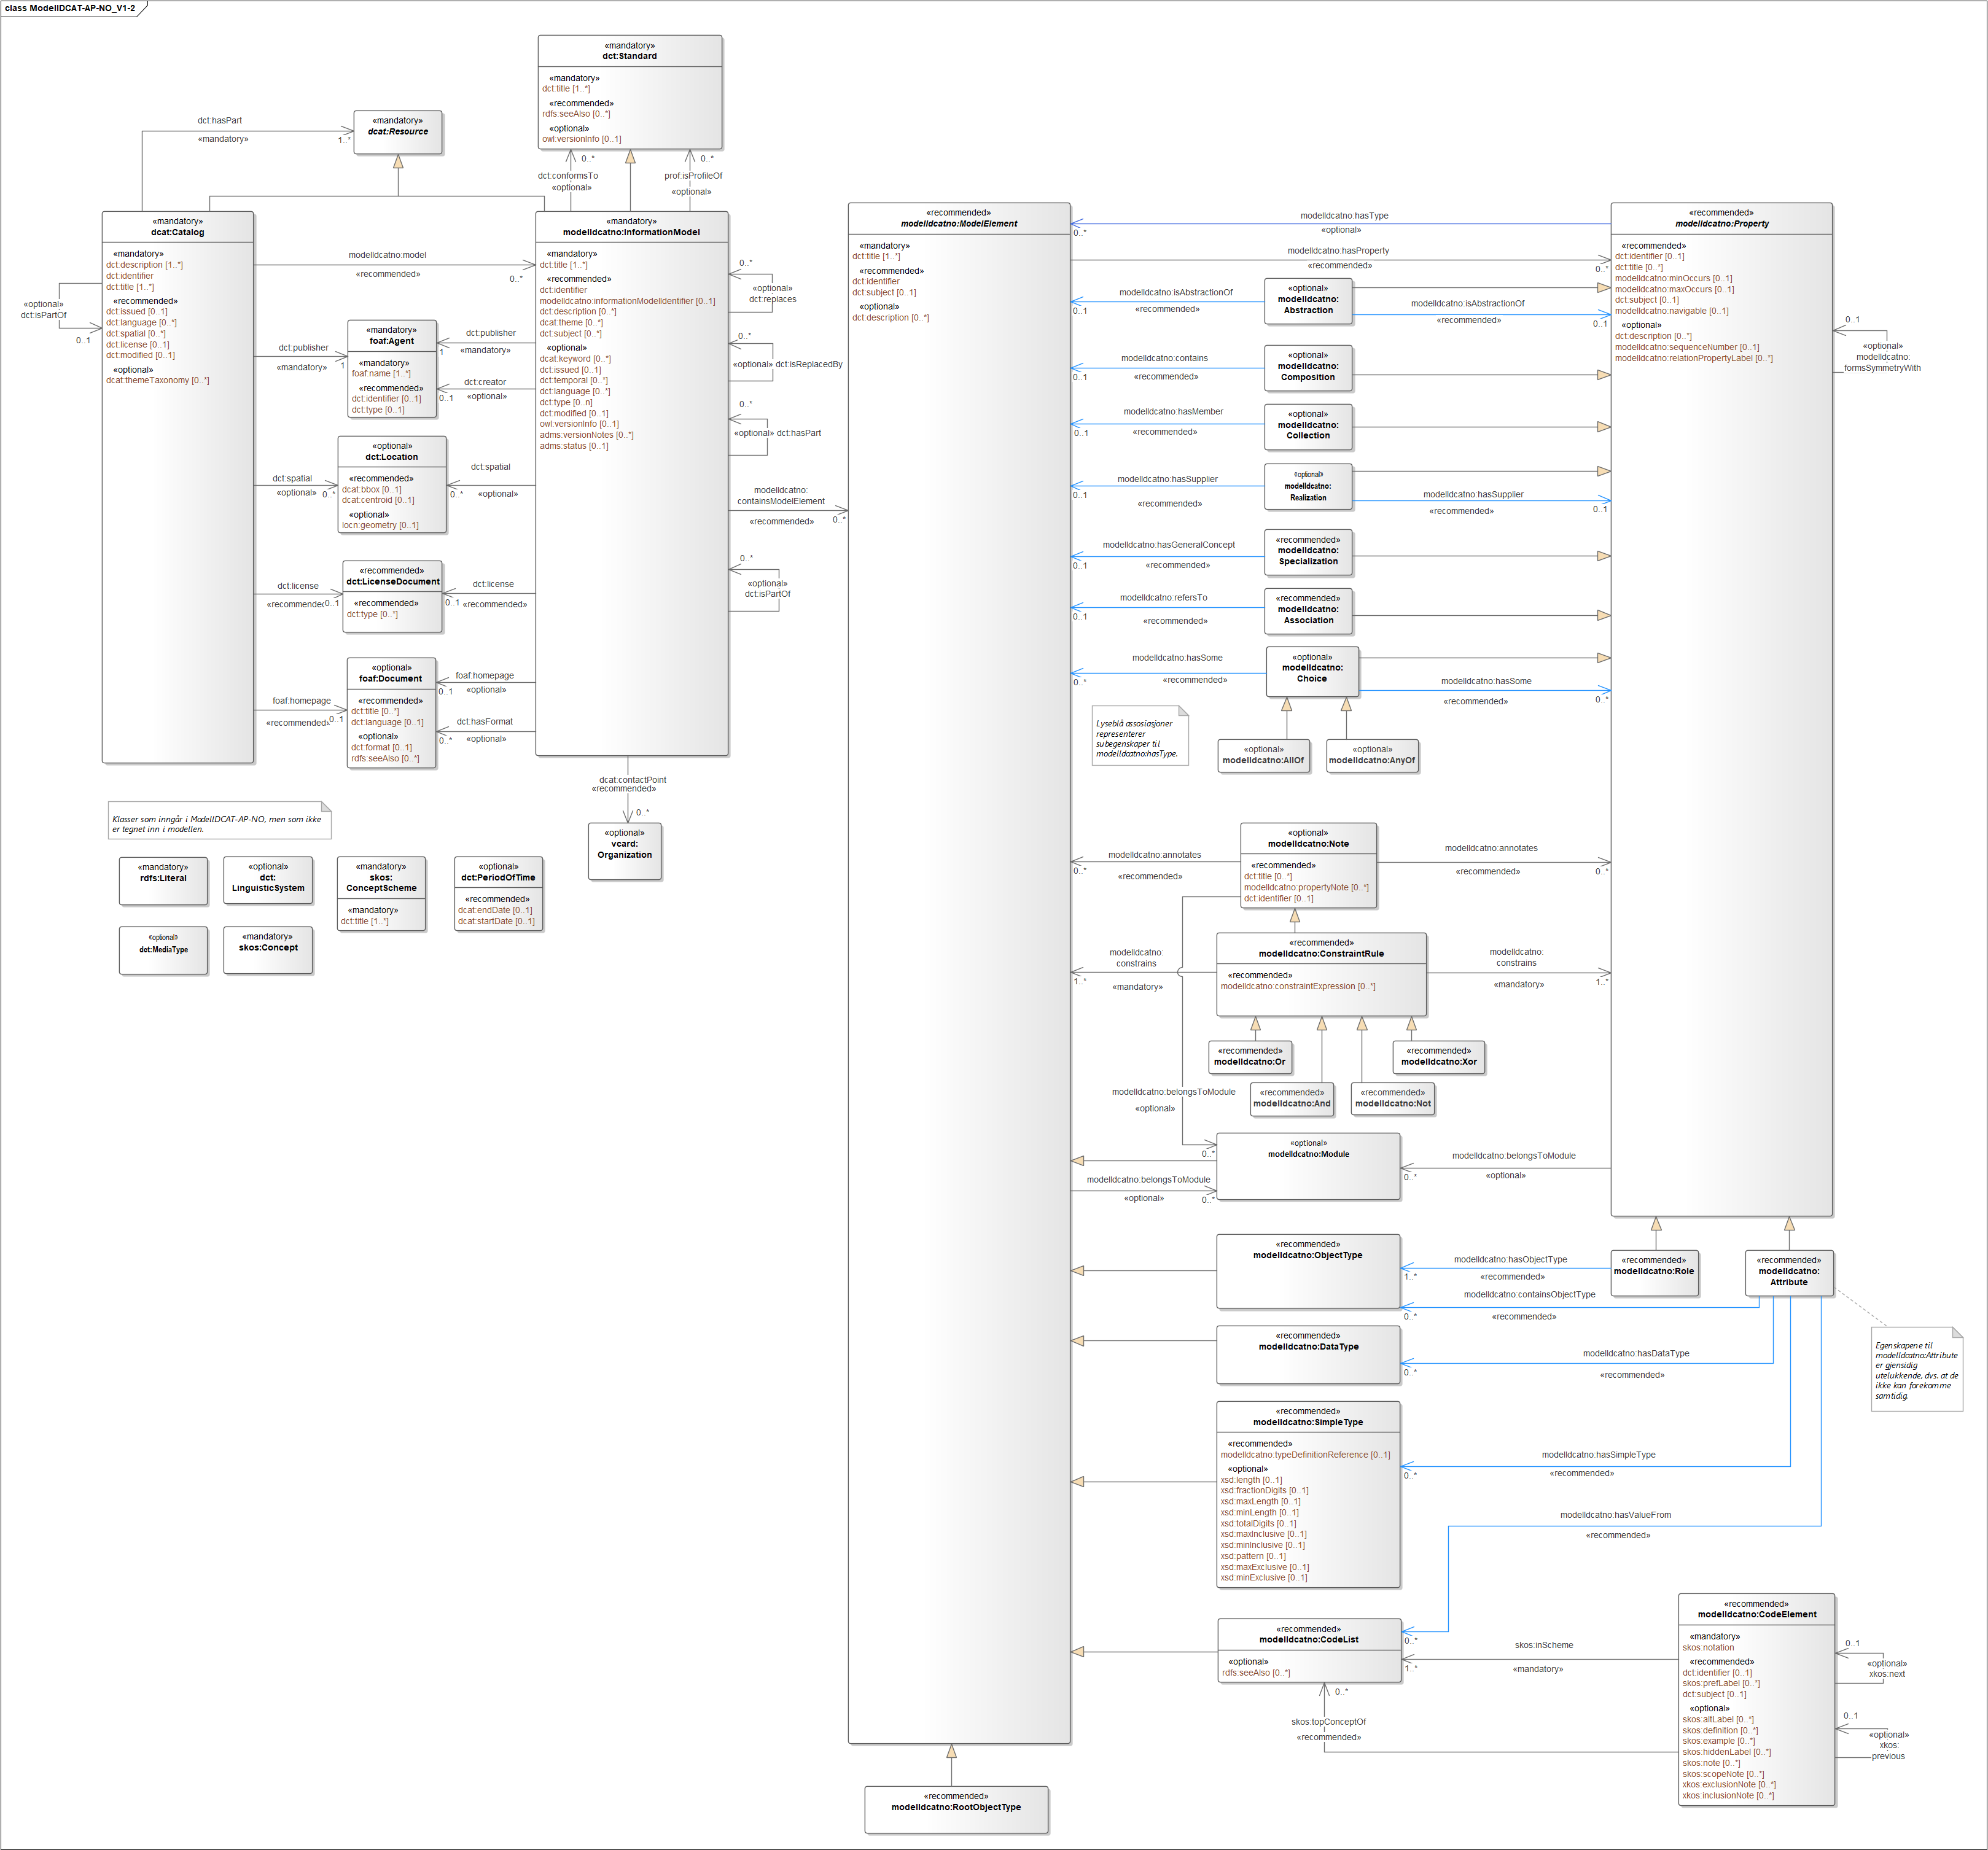 class ModellDCAT-AP-NO_V1-2
«mandatory»
dct:Standard
«mandatory»
dct:title [1..*]
«recommended»
rdfs:seeAlso [0..*]
«optional»
owl:versionInfo [0..1]
dct:hasPart
«mandatory»
1..*
«mandatory»
dcat:Resource
0..*
dct:conformsTo
«optional»
0..*
prof:isProfileOf
«optional»
«mandatory»
dcat:Catalog
«mandatory»
dct:description [1..*]
dct:identifier
dct:title [1..*]
«recommended»
dct:issued [0..1]
dct:language [0..*]
dct:spatial [0..*]
dct:license [0..1]
dct:modified [0..1]
«optional»
dcat:themeTaxonomy [0..*]
«optional»
dct:isPartOf
0..1
modelldcatno:model
«recommended»
0..*
dct:publisher
«mandatory»
1
«mandatory»
foaf:Agent
«mandatory»
foaf:name [1..*]
«recommended»
dct:identifier [0..1]
dct:type [0..1]
dct:publisher
1
«mandatory»
dct:creator
0..1
«optional»
«optional»
dct:Location
«recommended»
dcat:bbox [0..1]
dcat:centroid [0..1]
«optional»
locn:geometry [0..1]
dct:spatial
«optional»
0..*
dct:spatial
0..*
«optional»
«recommended»
dct:LicenseDocument
«recommended»
dct:type [0..*]
dct:license
«recommended»
0..1
dct:license
0..1
«recommended»
«optional»
foaf:Document
«recommended»
dct:title [0..*]
dct:language [0..1]
«optional»
dct:format [0..1]
rdfs:seeAlso [0..*]
foaf:homepage
«recommended»
0..1
foaf:homepage
0..1
«optional»
dct:hasFormat
0..*
«optional»
«mandatory»
modelldcatno:InformationModel
«mandatory»
dct:title [1..*]
«recommended»
dct:identifier
modelldcatno:informationModelIdentifier [0..1]
dct:description [0..*]
dcat:theme [0..*]
dct:subject [0..*]
«optional»
dcat:keyword [0..*]
dct:issued [0..1]
dct:temporal [0..*]
dct:language [0..*]
dct:type [0..n]
dct:modified [0..1]
owl:versionInfo [0..1]
adms:versionNotes [0..*]
adms:status [0..1]
0..*
«optional»
dct:replaces
0..*
«optional» dct:isReplacedBy
0..*
«optional» dct:hasPart
modelldcatno:
containsModelElement
«recommended»
0..*
0..*
«optional»
dct:isPartOf
dcat:contactPoint
«recommended»
0..*
«optional»
vcard:
Organization
Klasser som inngår i ModellDCAT-AP-NO, men som ikke
er tegnet inn i modellen.
«mandatory»
rdfs:Literal
«optional»
dct:
LinguisticSystem
«mandatory»
skos:
ConceptScheme
«mandatory»
dct:title [1..*]
«optional»
dct:PeriodOfTime
«recommended»
dcat:endDate [0..1]
dcat:startDate [0..1]
«optional»
dct:MediaType
«mandatory»
skos:Concept
«recommended»
modelldcatno:ModelElement
«mandatory»
dct:title [1..*]
«recommended»
dct:identifier
dct:subject [0..1]
«optional»
dct:description [0..*]
modelldcatno:hasType
0..*
«optional»
modelldcatno:hasProperty
«recommended»
0..*
«recommended»
modelldcatno:Property
«recommended»
dct:identifier [0..1]
dct:title [0..*]
modelldcatno:minOccurs [0..1]
modelldcatno:maxOccurs [0..1]
dct:subject [0..1]
modelldcatno:navigable [0..1]
«optional»
dct:description [0..*]
modelldcatno:sequenceNumber [0..1]
modelldcatno:relationPropertyLabel [0..*]
0..1
«optional»
modelldcatno:
formsSymmetryWith
modelldcatno:isAbstractionOf
0..1
«recommended»
«optional»
modelldcatno:
Abstraction
modelldcatno:isAbstractionOf
«recommended»
0..1
modelldcatno:contains
0..1
«recommended»
«optional»
modelldcatno:
Composition
modelldcatno:hasMember
0..1
«recommended»
«optional»
modelldcatno:
Collection
modelldcatno:hasSupplier
0..1
«recommended»
«optional»
modelldcatno:
Realization
modelldcatno:hasSupplier
«recommended»
0..1
modelldcatno:hasGeneralConcept
0..1
«recommended»
«recommended»
modelldcatno:
Specialization
modelldcatno:refersTo
0..1
«recommended»
«recommended»
modelldcatno:
Association
modelldcatno:hasSome
0..*
«recommended»
«optional»
modelldcatno:
Choice
modelldcatno:hasSome
«recommended»
0..*
Lyseblå assosiasjoner
representerer
subegenskaper til
modelldcatno:hasType.
«optional»
modelldcatno:AllOf
«optional»
modelldcatno:AnyOf
modelldcatno:annotates
0..*
«recommended»
«optional»
modelldcatno:Note
«recommended»
dct:title [0..*]
modelldcatno:propertyNote [0..*]
dct:identifier [0..1]
modelldcatno:annotates
«recommended»
0..*
modelldcatno:
constrains
1..*
«mandatory»
«recommended»
modelldcatno:ConstraintRule
«recommended»
modelldcatno:constraintExpression [0..*]
modelldcatno:
constrains
«mandatory»
1..*
«recommended»
modelldcatno:Or
«recommended»
modelldcatno:Xor
«recommended»
modelldcatno:And
«recommended»
modelldcatno:Not
modelldcatno:belongsToModule
«optional»
0..*
«optional»
modelldcatno:Module
modelldcatno:belongsToModule
0..*
«optional»
modelldcatno:belongsToModule
«optional»
0..*
«recommended»
modelldcatno:ObjectType
modelldcatno:hasObjectType
1..*
«recommended»
«recommended»
modelldcatno:Role
«recommended»
modelldcatno:
Attribute
modelldcatno:containsObjectType
0..*
«recommended»
«recommended»
modelldcatno:DataType
modelldcatno:hasDataType
0..*
«recommended»
Egenskapene til
modelldcatno:Attribute
er gjensidig
utelukkende, dvs. at de
ikke kan forekomme
samtidig.
«recommended»
modelldcatno:SimpleType
«recommended»
modelldcatno:typeDefinitionReference [0..1]
«optional»
xsd:length [0..1]
xsd:fractionDigits [0..1]
xsd:maxLength [0..1]
xsd:minLength [0..1]
xsd:totalDigits [0..1]
xsd:maxInclusive [0..1]
xsd:minInclusive [0..1]
xsd:pattern [0..1]
xsd:maxExclusive [0..1]
xsd:minExclusive [0..1]
modelldcatno:hasSimpleType
0..*
«recommended»
modelldcatno:hasValueFrom
«recommended»
0..*
«recommended»
modelldcatno:CodeList
«optional»
rdfs:seeAlso [0..*]
skos:inScheme
1..*
«mandatory»
0..*
skos:topConceptOf
«recommended»
«recommended»
modelldcatno:CodeElement
«mandatory»
skos:notation
«recommended»
dct:identifier [0..1]
skos:prefLabel [0..*]
dct:subject [0..1]
«optional»
skos:altLabel [0..*]
skos:definition [0..*]
skos:example [0..*]
skos:hiddenLabel [0..*]
skos:note [0..*]
skos:scopeNote [0..*]
xkos:exclusionNote [0..*]
xkos:inclusionNote [0..*]
0..1
«optional»
xkos:next
0..1
«optional»
xkos:
previous
«recommended»
modelldcatno:RootObjectType